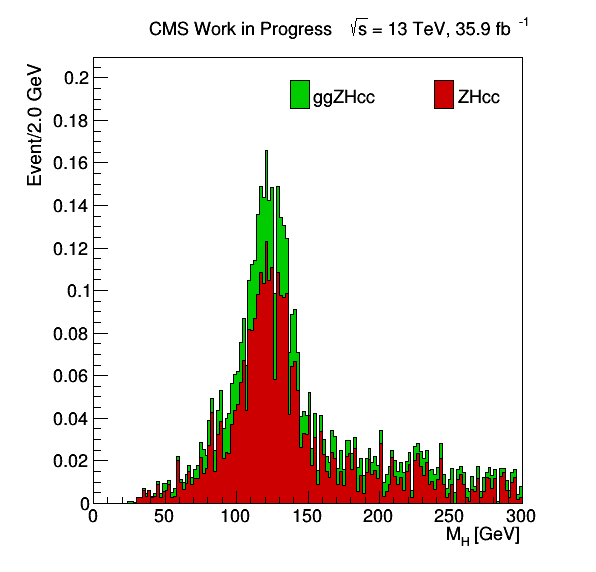 CMS Work in Progress √s = 13 TeV, 35.9 fb -1
Event/2.0 GeV
ggZHcc
ZHcc
0.2
0.18
0.16
0.14
0.12
0.1
0.08
0.06
0.04
0.02
0
0 50 100 150 200 250 300
M_H [GeV]